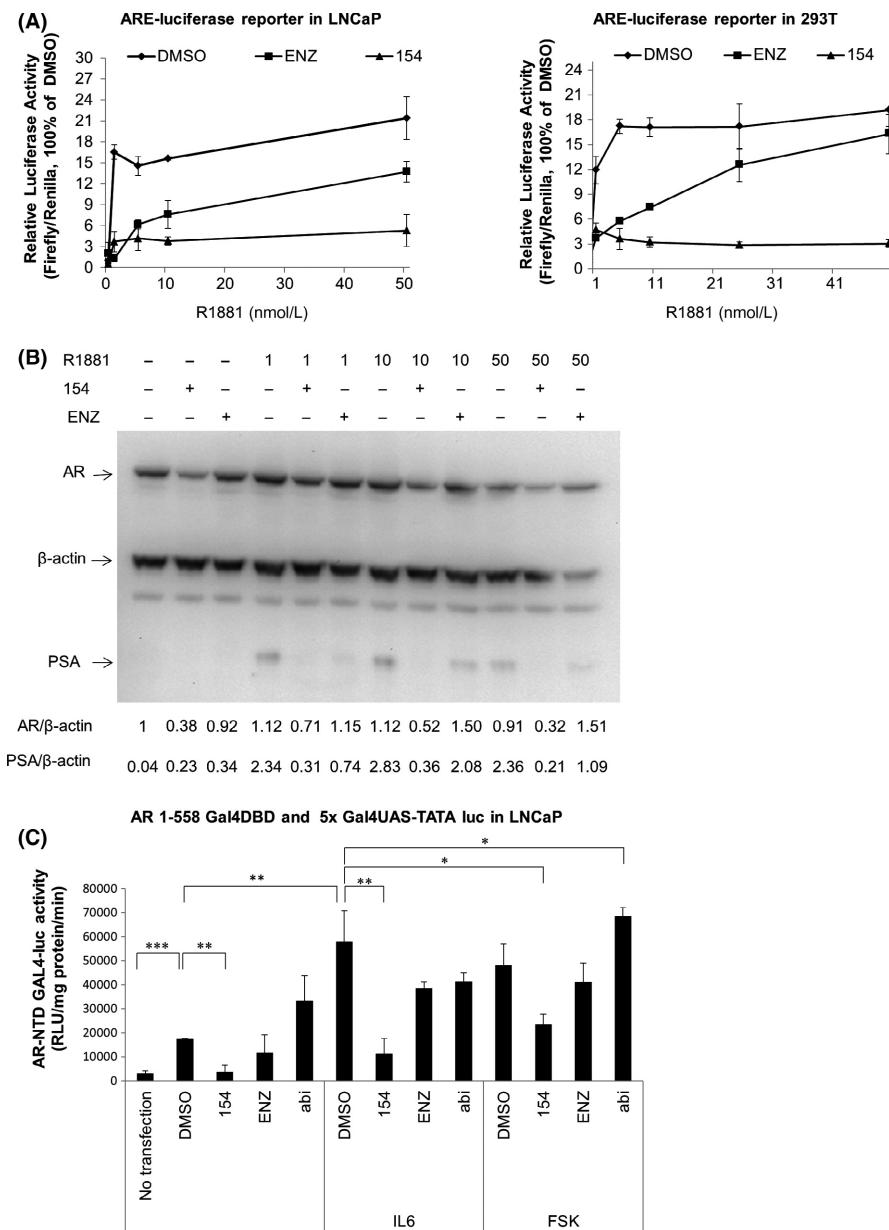 (A)
ARE-luciferase reporter in LNCaP
DMSO ENZ 154
Relative Luciferase Activity
(Firefly/Renilla, 100% of DMSO)
30
27
24
21
18
15
12
9
6
3
0
0 10 20 30 40 50
R1881 (nmol/L)
ARE-luciferase reporter in 293T
DMSO ENZ 154
Relative Luciferase Activity
(Firefly/Renilla, 100% of DMSO)
24
21
18
15
12
9
6
3
0
1 11 21 31 41
R1881 (nmol/L)
(B)
R1881 – – – 1 1 1 10 10 10 50 50 50
154 – + – – + – – + – – + –
ENZ – – + – – + – – + – – +
AR
β-actin
PSA
AR/β-actin 1 0.38 0.92 1.12 0.71 1.15 1.12 0.52 1.50 0.91 0.32 1.51
PSA/β-actin 0.04 0.23 0.34 2.34 0.31 0.74 2.83 0.36 2.08 2.36 0.21 1.09
AR 1-558 Gal4DBD and 5x Gal4UAS-TATA luc in LNCaP
(C)
AR-NTD GAL4-luc activity
(RLU/mg protein/min)
80000
70000
60000
50000
40000
30000
20000
10000
0
*
*
** **
*** **
No transfection DMSO 154 ENZ abi DMSO 154 ENZ abi DMSO 154 ENZ abi
IL6 FSK